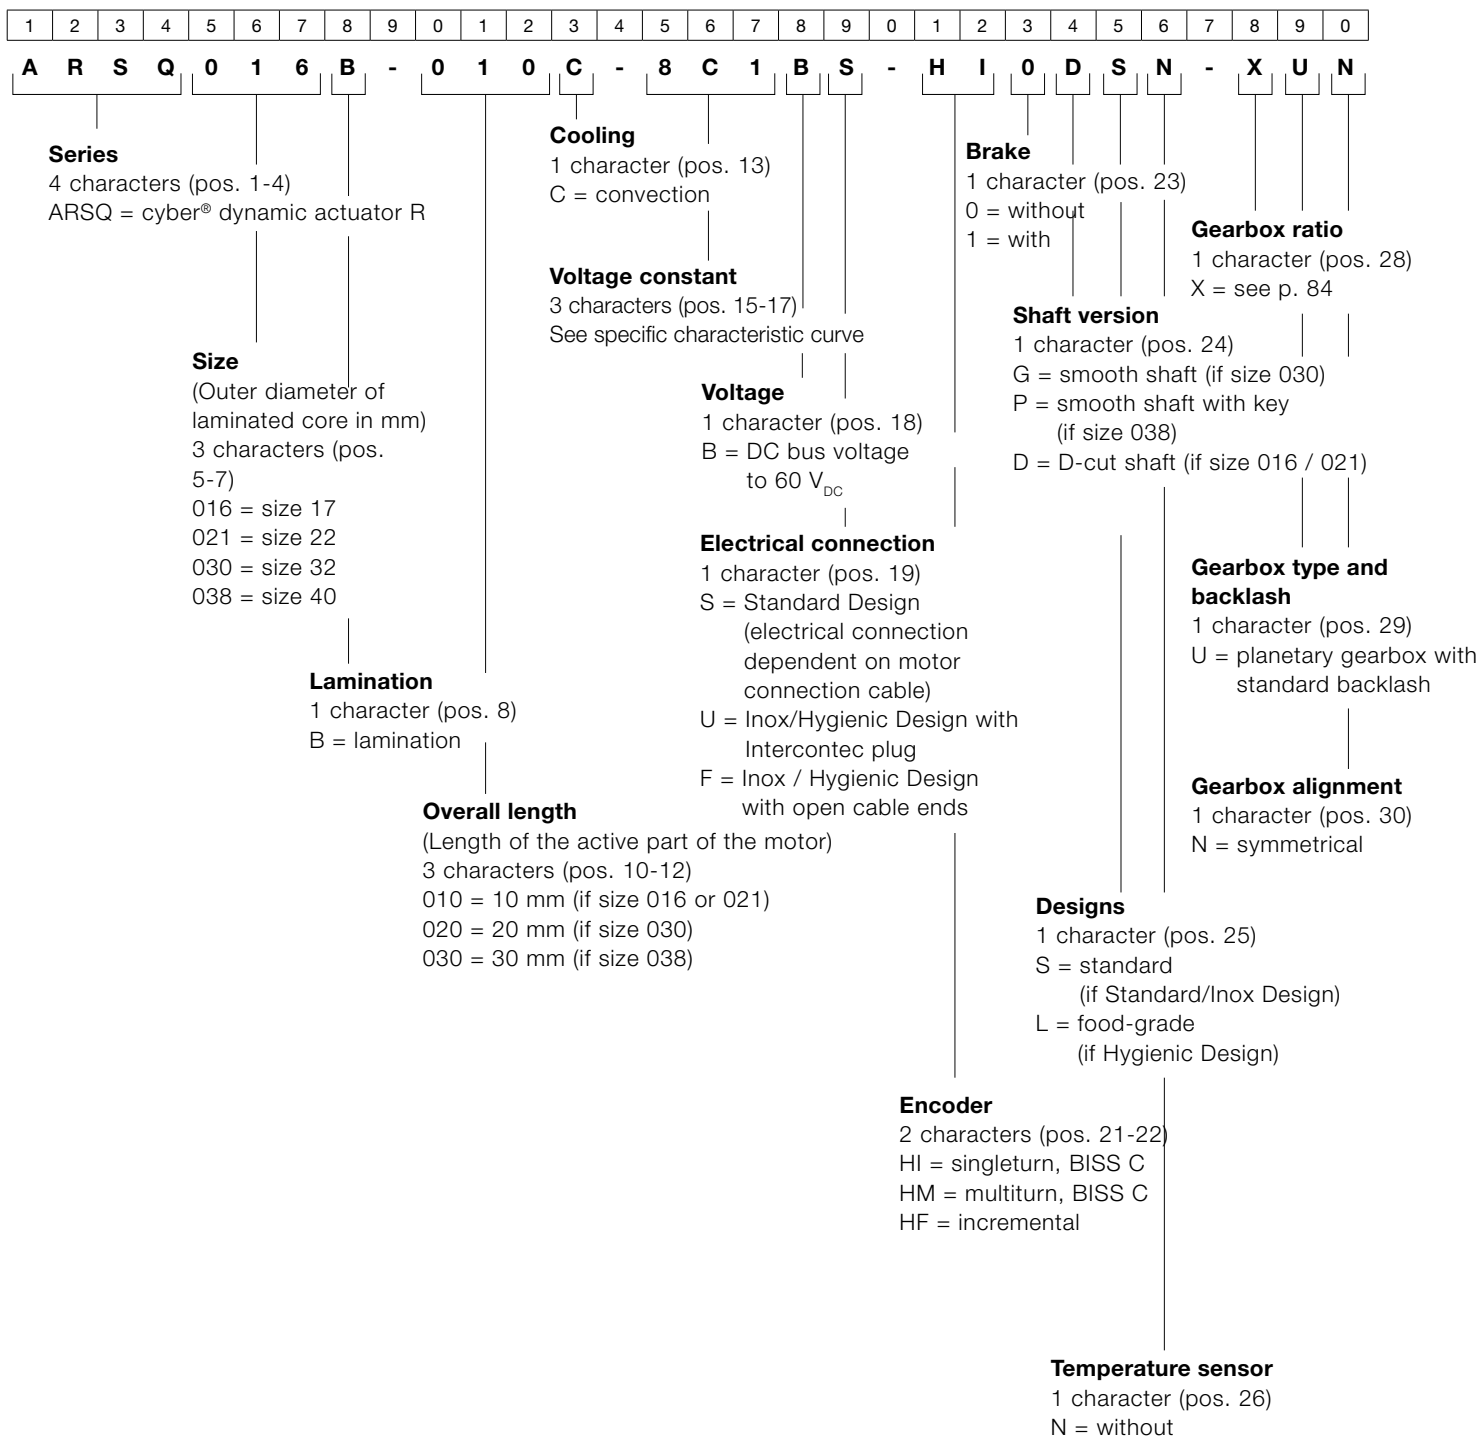 1 2 3 4 5 6 7 8 9 0 1 2 3 4 5 6 7 8 9 0 1 2 3 4 5 6 7 8 9 0
A R S Q 0 1 6 B - 0 1 0 C - 8 C 1 B S - H I 0 D S N - X U N
Series
4 characters (pos. 1-4)
ARSQ = cyber® dynamic actuator R
Size
(Outer diameter of
laminated core in mm)
3 characters (pos.
5-7)
016 = size 17
021 = size 22
030 = size 32
038 = size 40
Lamination
1 character (pos. 8)
B = lamination
Overall length
(Length of the active part of the motor)
3 characters (pos. 10-12)
010 = 10 mm (if size 016 or 021)
020 = 20 mm (if size 030)
030 = 30 mm (if size 038)
Cooling
1 character (pos. 13)
C = convection
Voltage constant
3 characters (pos. 15-17)
See specific characteristic curve
Voltage
1 character (pos. 18)
B = DC bus voltage
to 60 V DC
Electrical connection
1 character (pos. 19)
S = Standard Design
(electrical connection
dependent on motor
connection cable)
U = Inox/Hygienic Design with
Intercontec plug
F = Inox / Hygienic Design
with open cable ends
Encoder
2 characters (pos. 21-22)
HI = singleturn, BISS C
HM = multiturn, BISS C
HF = incremental
Brake
1 character (pos. 23)
0 = without
1 = with
Shaft version
1 character (pos. 24)
G = smooth shaft (if size 030)
P = smooth shaft with key
(if size 038)
D = D-cut shaft (if size 016 / 021)
Designs
1 character (pos. 25)
S = standard
(if Standard/Inox Design)
L = food-grade
(if Hygienic Design)
Temperature sensor
1 character (pos. 26)
N = without
Gearbox ratio
1 character (pos. 28)
X = see p. 84
Gearbox type and
backlash
1 character (pos. 29)
U = planetary gearbox with
standard backlash
Gearbox alignment
1 character (pos. 30)
N = symmetrical